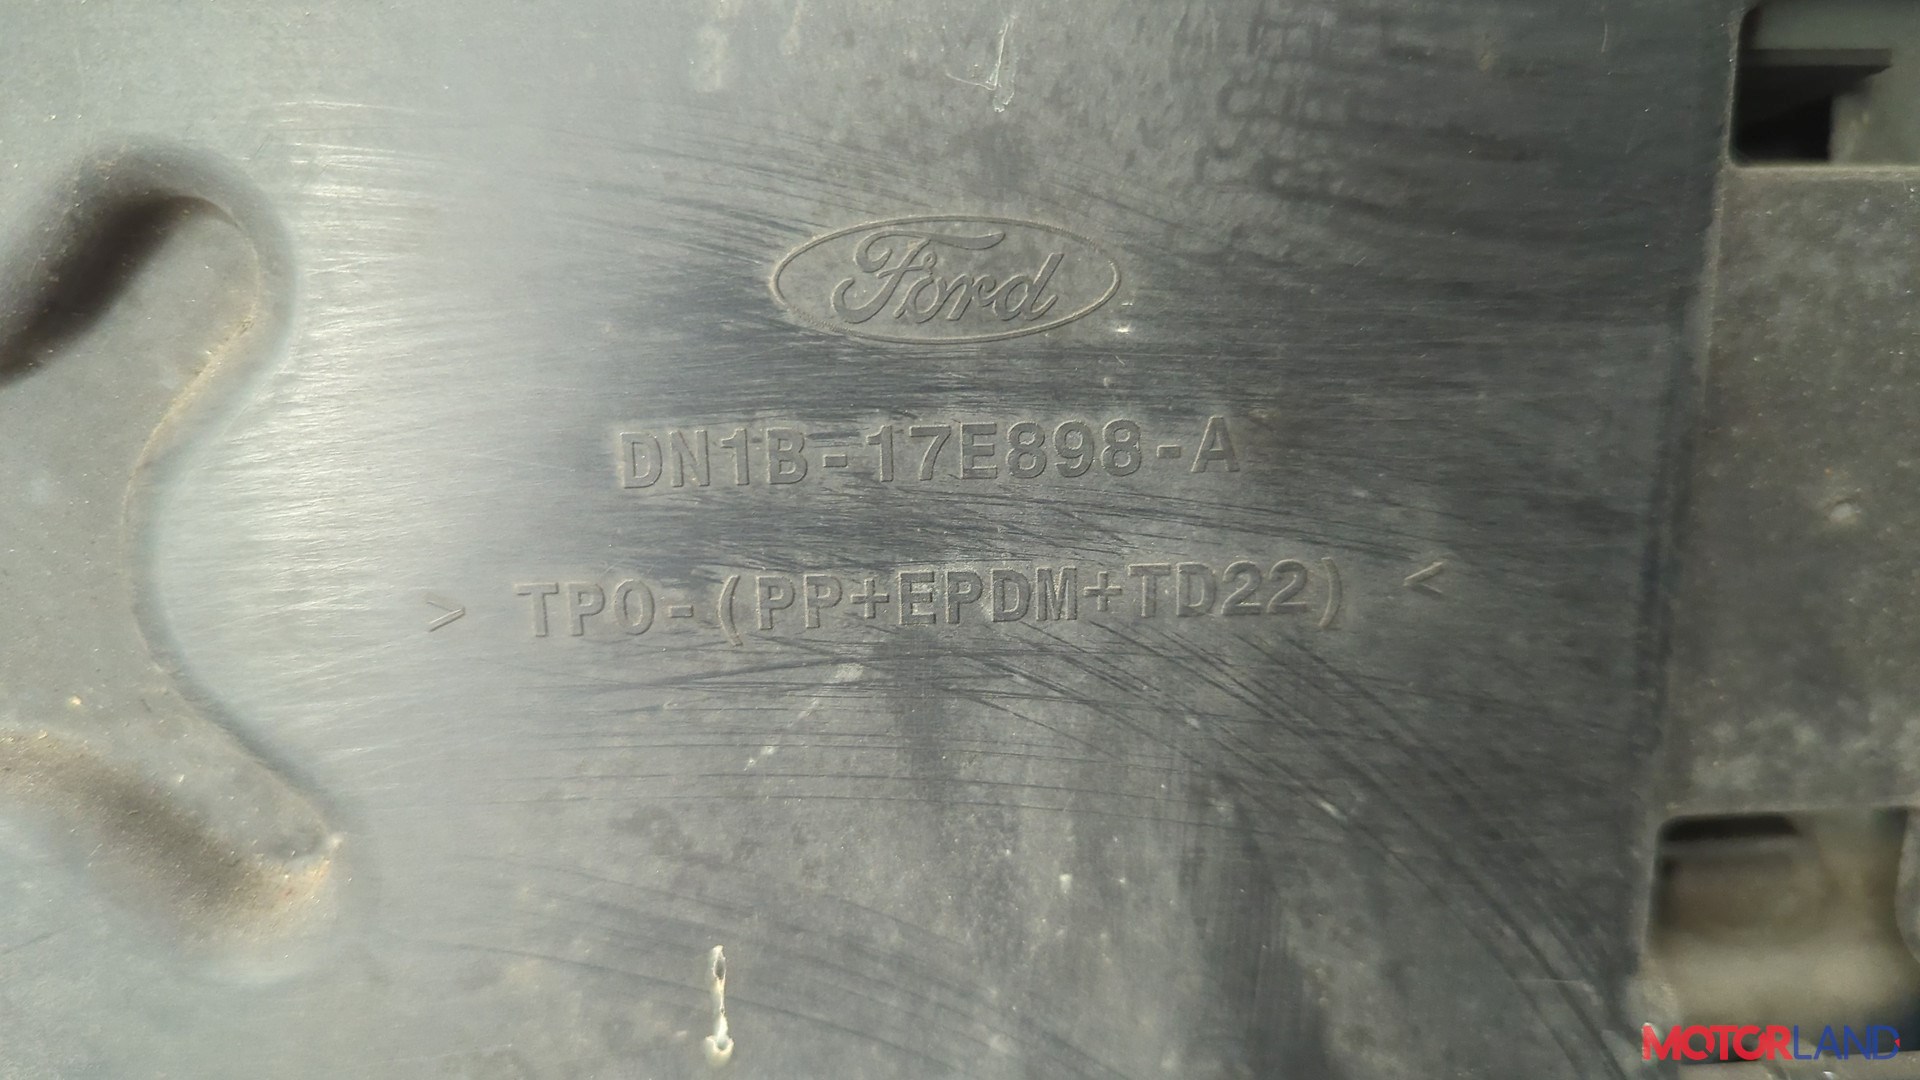 Ford
DN1B-17E898-A
> TPO-(PP+EPDM+TD22) <
MOTORLAND